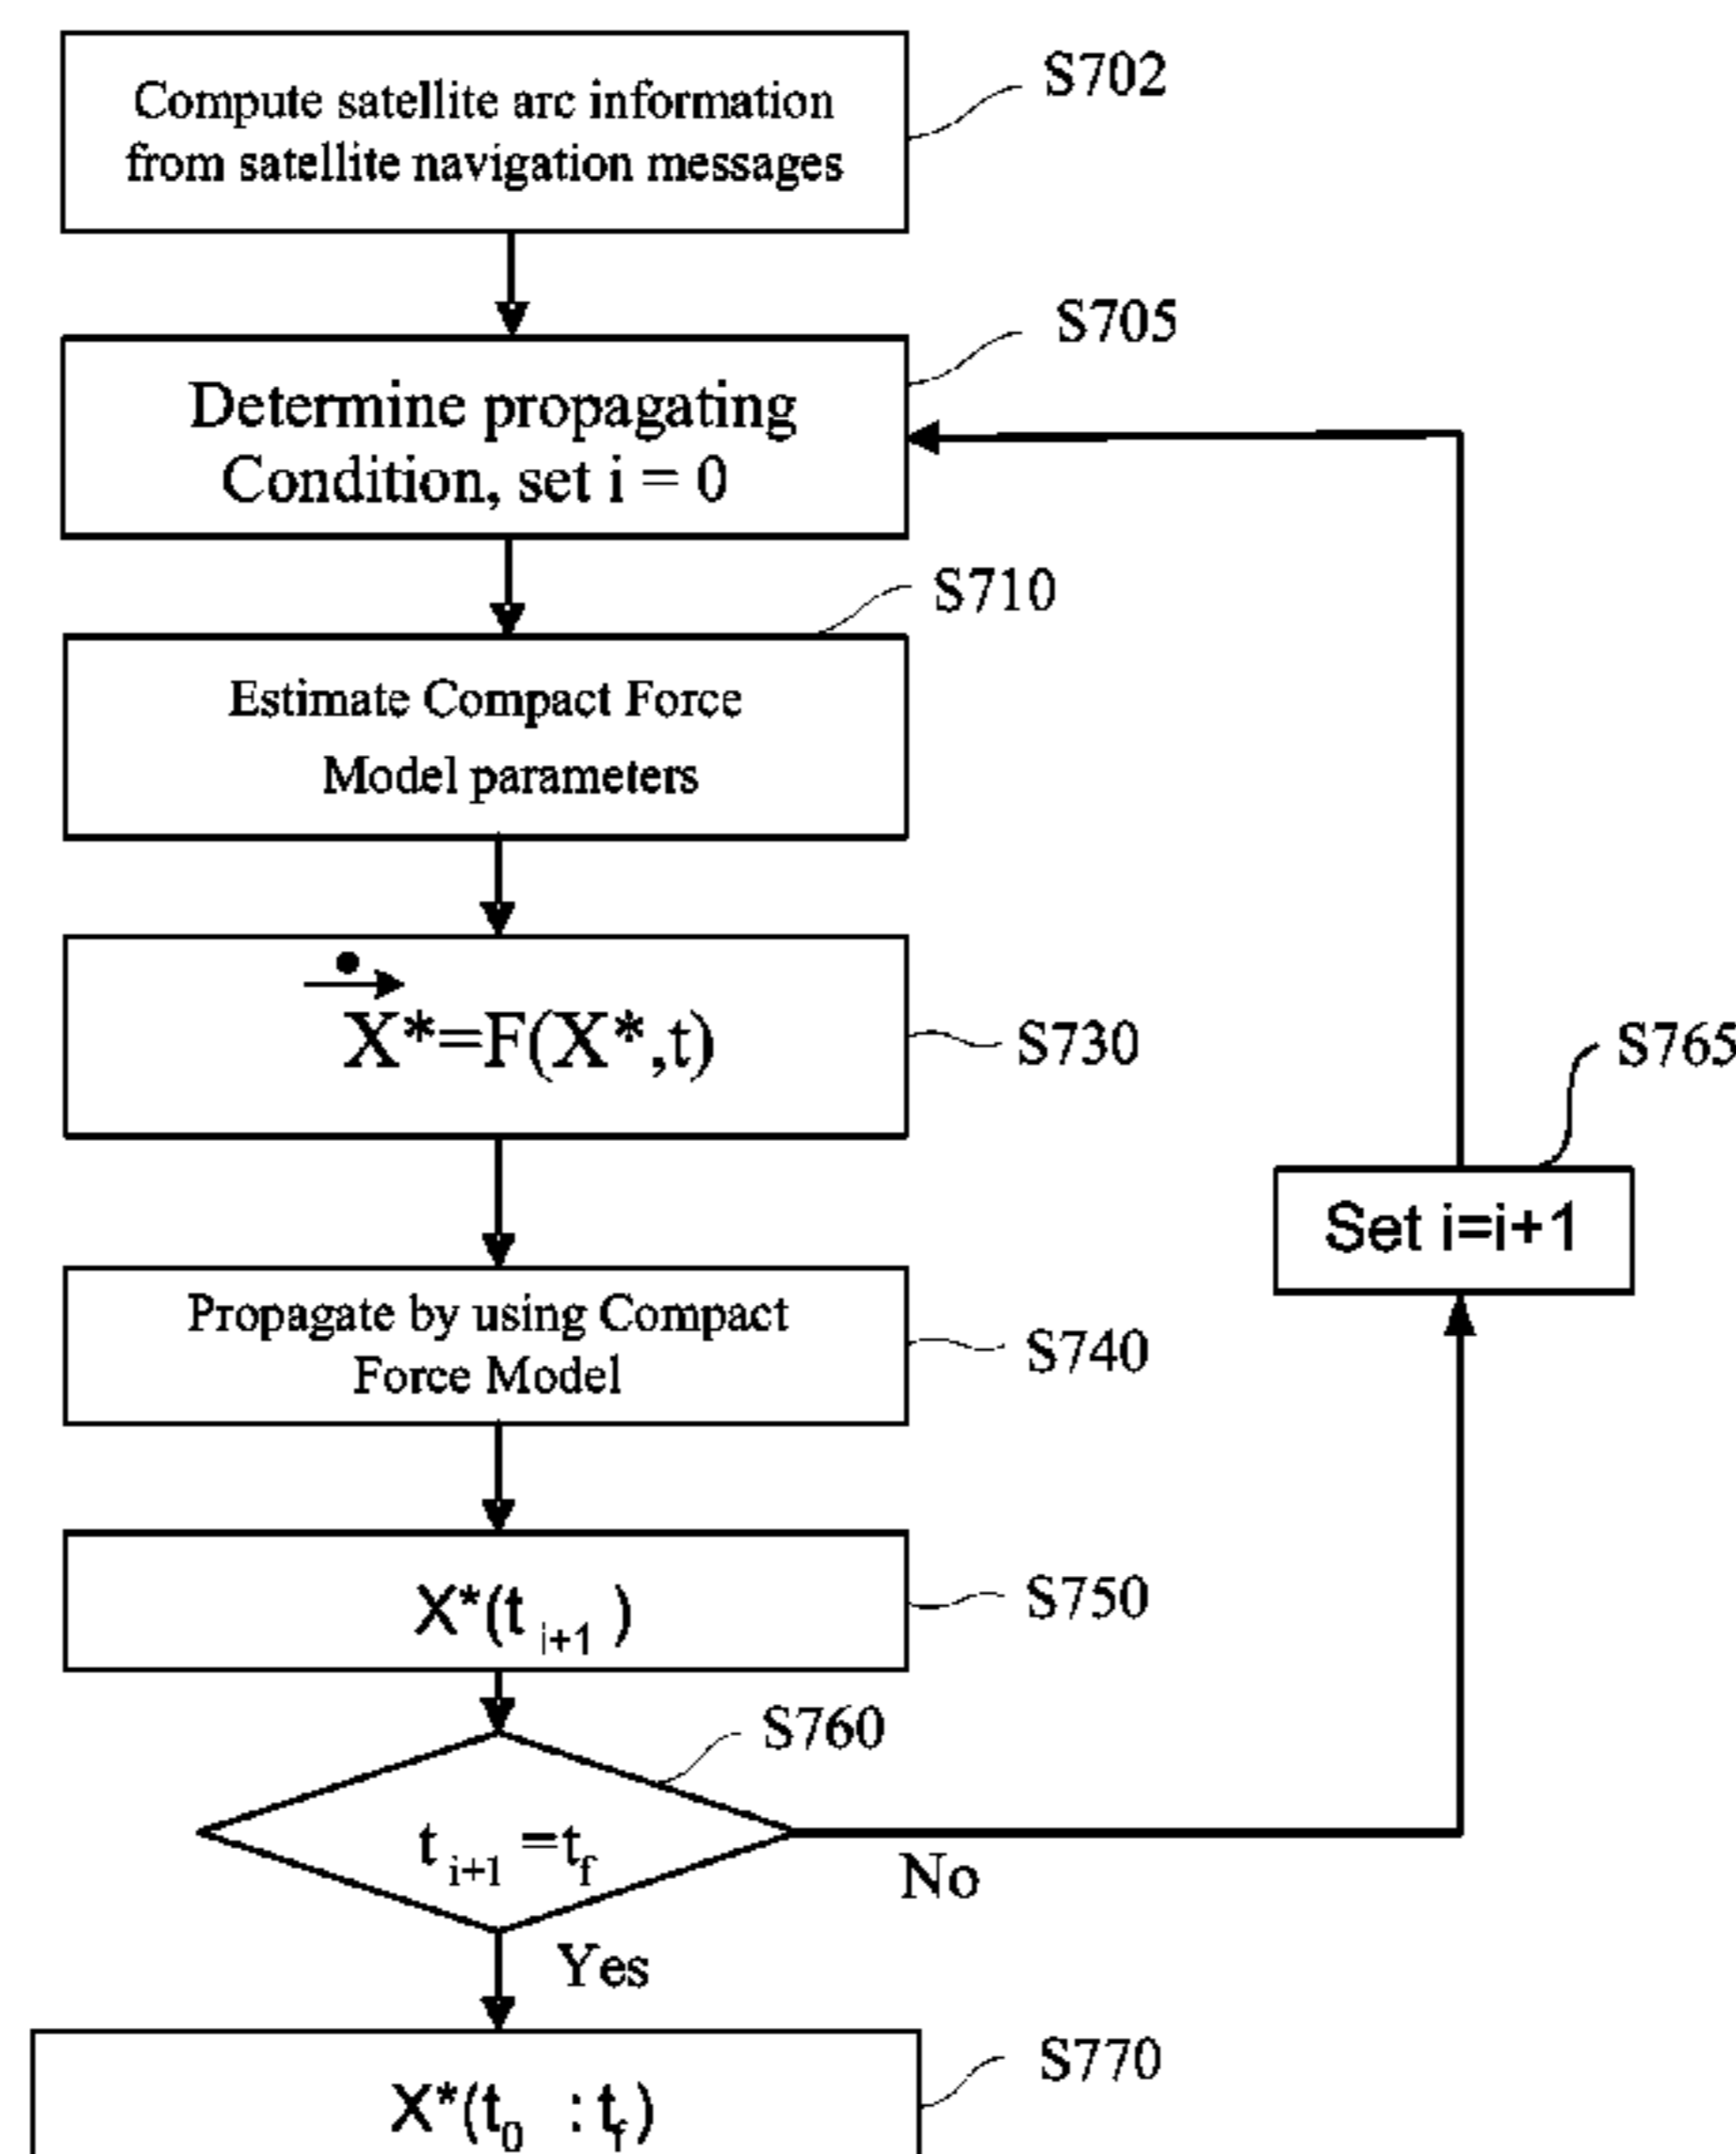 Compute satellite arc information
from satellite navigation messages
S702
Determine propagating
Condition, set i = 0
S705
Estimate Compact Force
Model parameters
S710
X*=F(X*,t)
S730
Propagate by using Compact
Force Model
S740
X*(t i+1 )
S750
t i+1 =tf
S760
No
Yes
Set i=i+1
S765
X*(t0 : tf)
S770